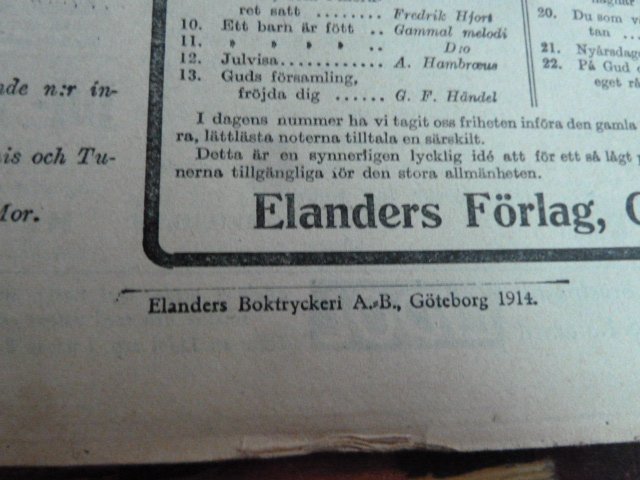 ret satt ........ Fredrik Hjort
10. Ett barn är fött .. Gammal melodi
11. » » » » .. D:o
12. Julvisa ............ A. Hambræus
13. Guds församling,
fröjda dig ...... G. F. Händel
I dagens nummer ha vi tagit oss friheten införa den gamla
ra, lättlästa noterna tilltala en särskilt.
Detta är en synnerligen lycklig idé att för ett så lågt
nerna tillgängliga för den stora allmänheten.
Elanders Förlag,
20. Du som
tan ....
21. Nyårsdag
22. På Gud
eget
nde n:r in-
is och Tu-
Mor.
Elanders Boktryckeri A.-B., Göteborg 1914.